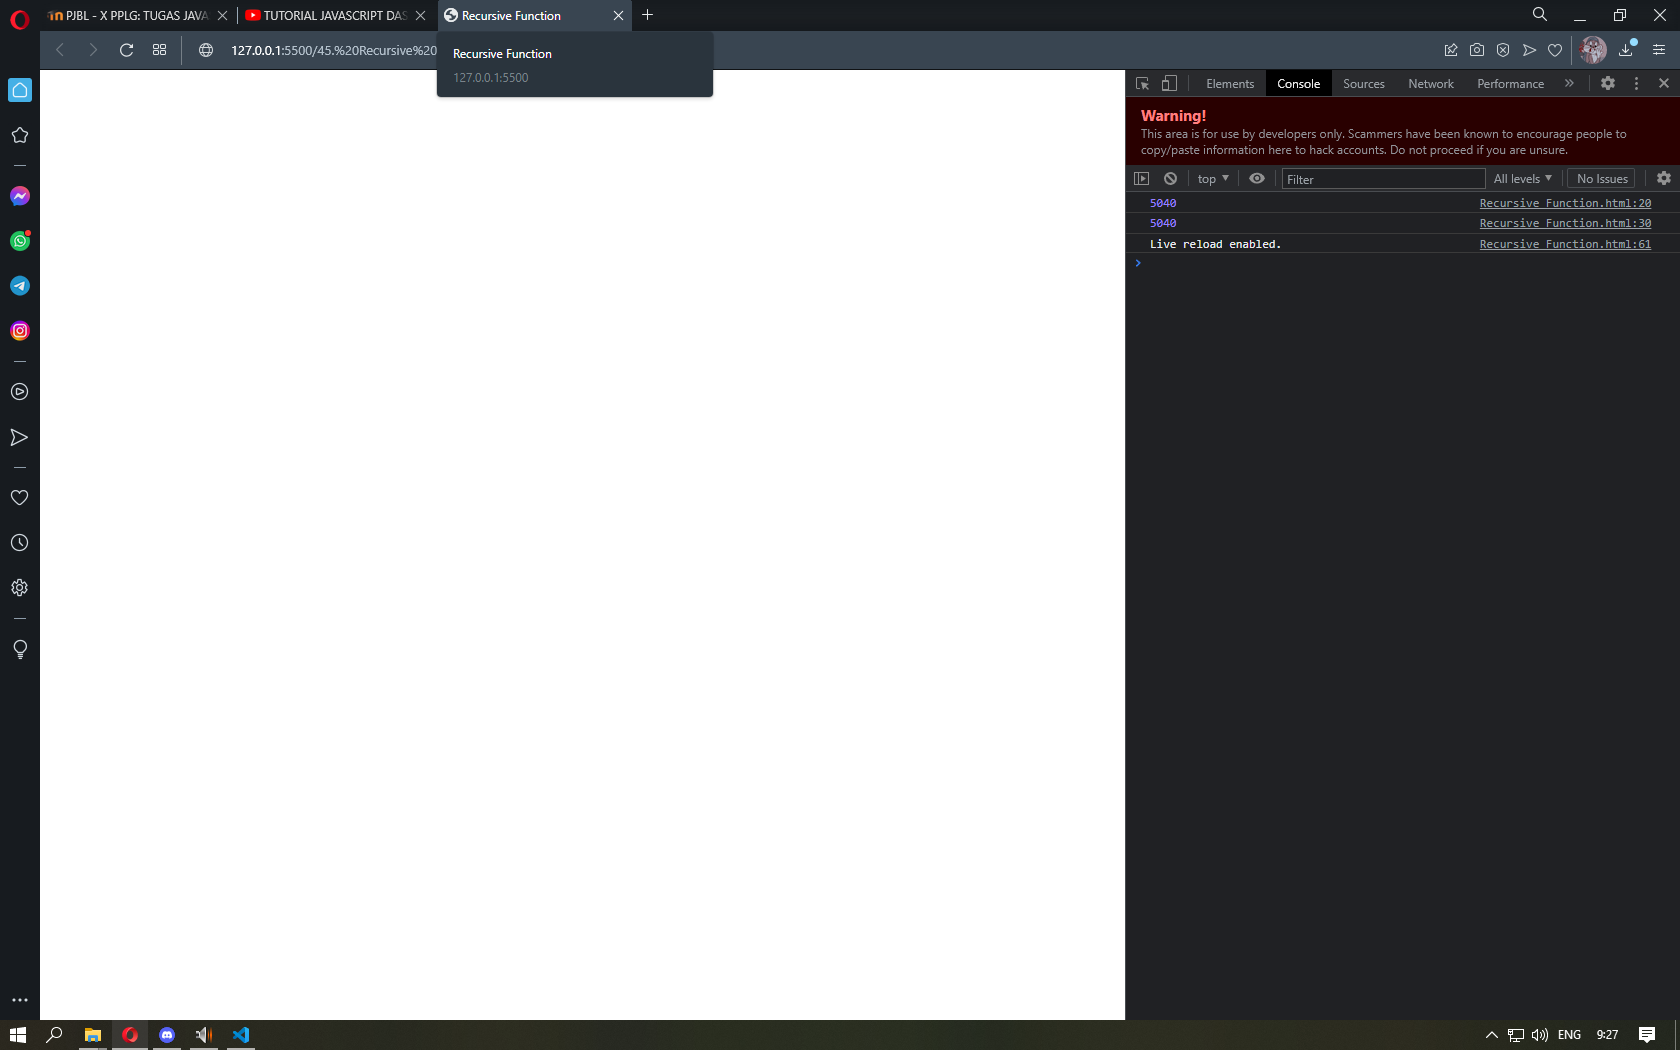 PJBL - X PPLG: TUGAS JAVA
TUTORIAL JAVASCRIPT DAS
Recursive Function
127.0.0.1:5500/45.%20Recursive%20
Recursive Function
127.0.0.1:5500
Elements
Console
Sources
Network
Performance
Warning!
This area is for use by developers only. Scammers have been known to encourage people to
copy/paste information here to hack accounts. Do not proceed if you are unsure.
top
Filter
All levels
No Issues
5040 Recursive Function.html:20
5040 Recursive Function.html:30
Live reload enabled. Recursive Function.html:61
ENG
9:27